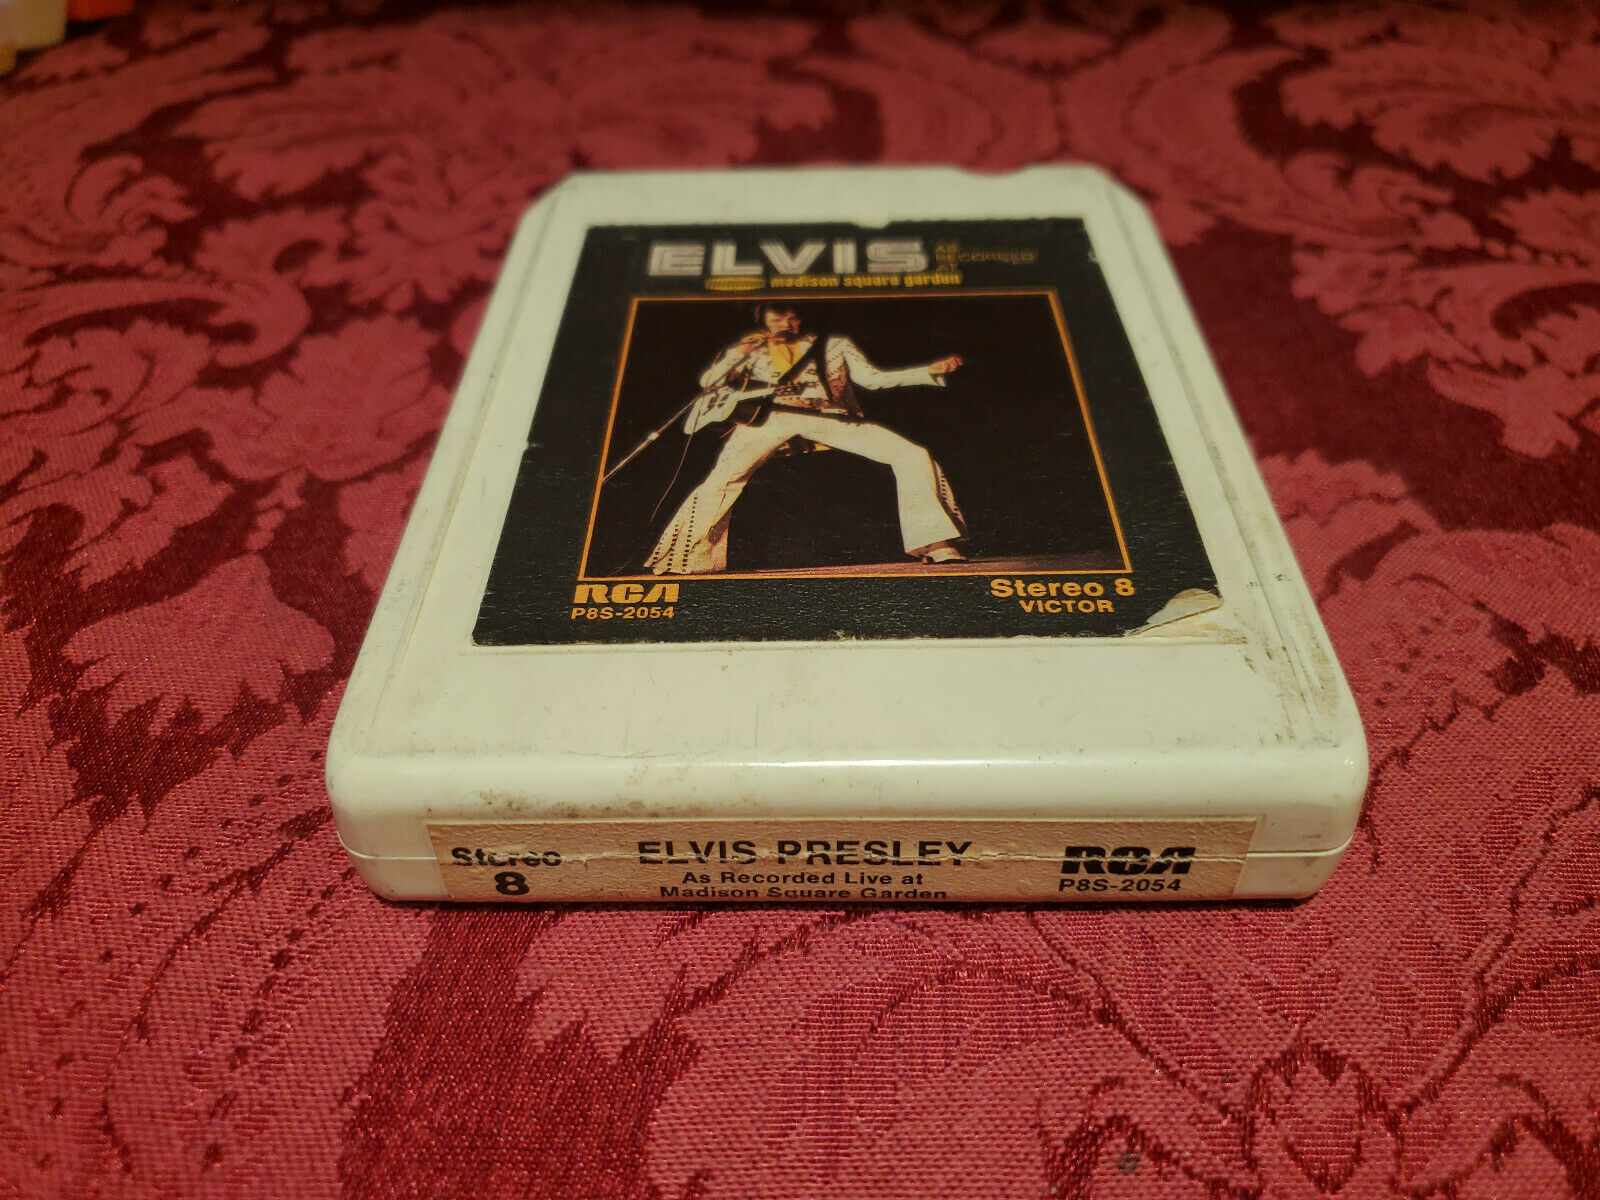 ELVIS AS
RECORDED
AT
madison square garden
RCA
P8S-2054
Stereo 8
VICTOR
Stereo
8
ELVIS PRESLEY
As Recorded Live at
Madison Square Garden
RCA
P8S-2054